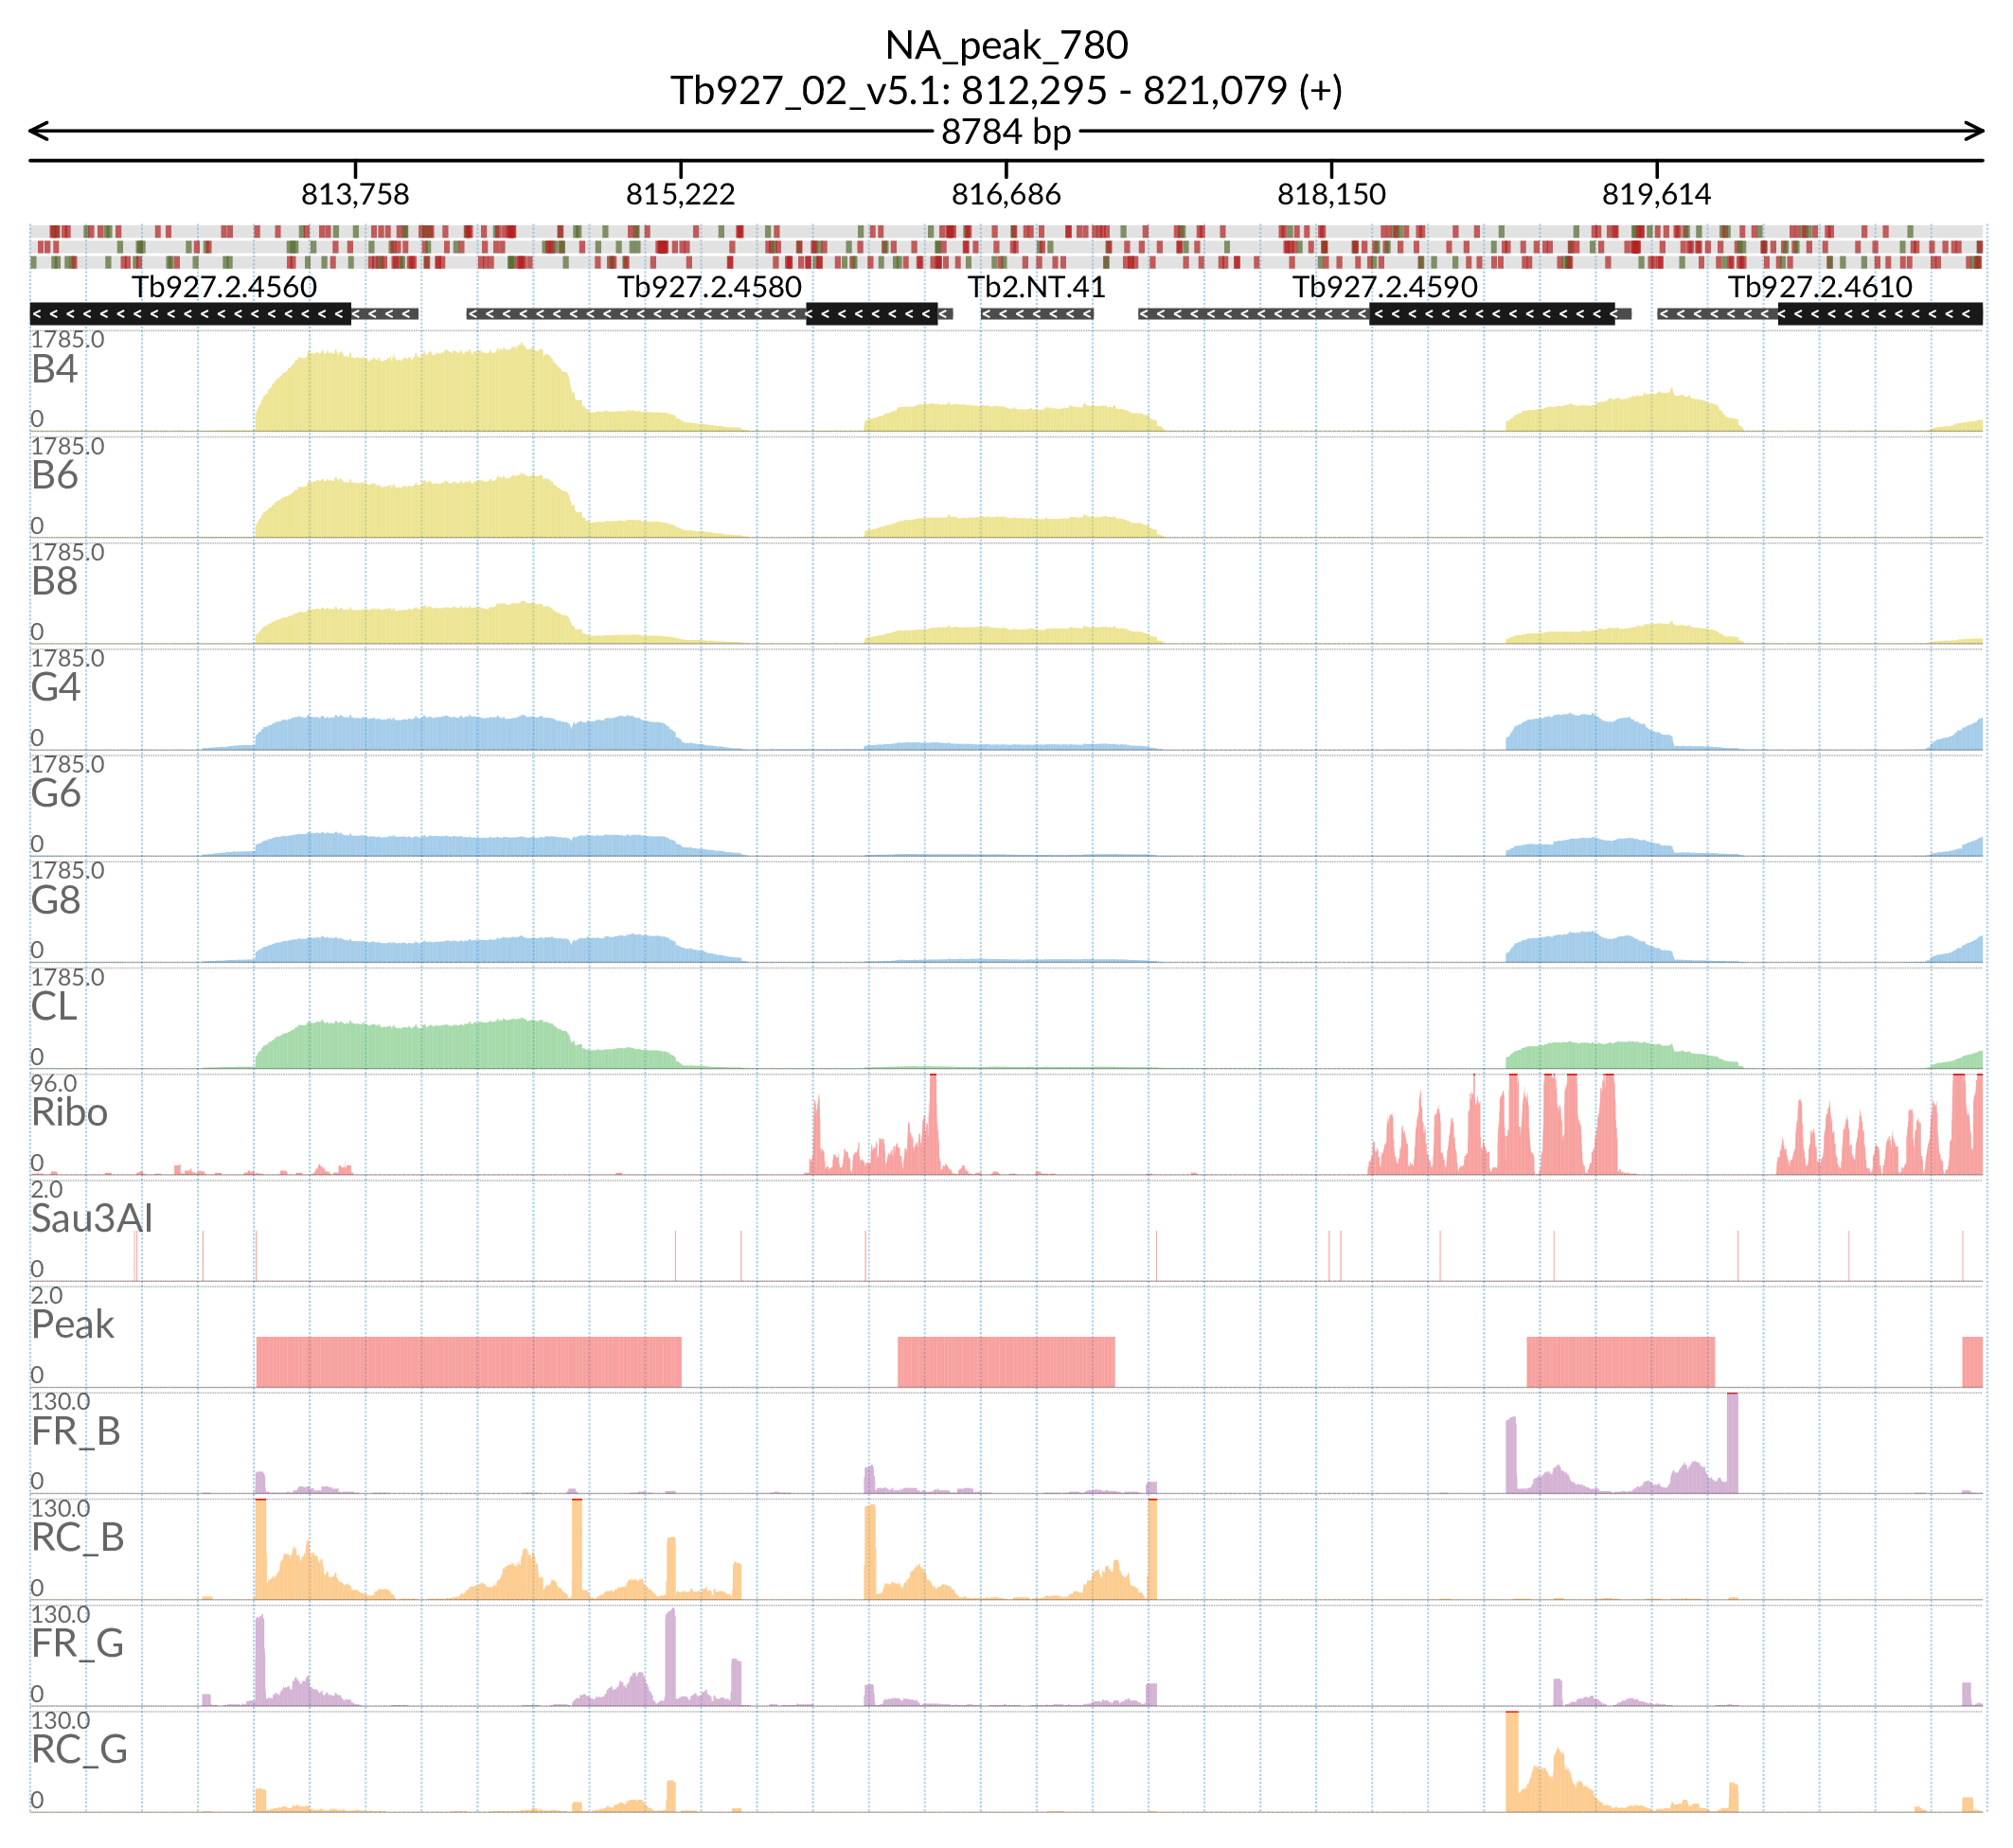 NA_peak_780
Tb927_02_v5.1: 812,295 - 821,079 (+)
8784 bp
813,758 815,222 816,686 818,150 819,614
Tb927.2.4560 Tb927.2.4580 Tb2.NT.41 Tb927.2.4590 Tb927.2.4610
1785.0
B4
0
1785.0
B6
0
1785.0
B8
0
1785.0
G4
0
1785.0
G6
0
1785.0
G8
0
1785.0
CL
0
96.0
Ribo
0
2.0
Sau3AI
0
2.0
Peak
0
130.0
FR_B
0
130.0
RC_B
0
130.0
FR_G
0
130.0
RC_G
0